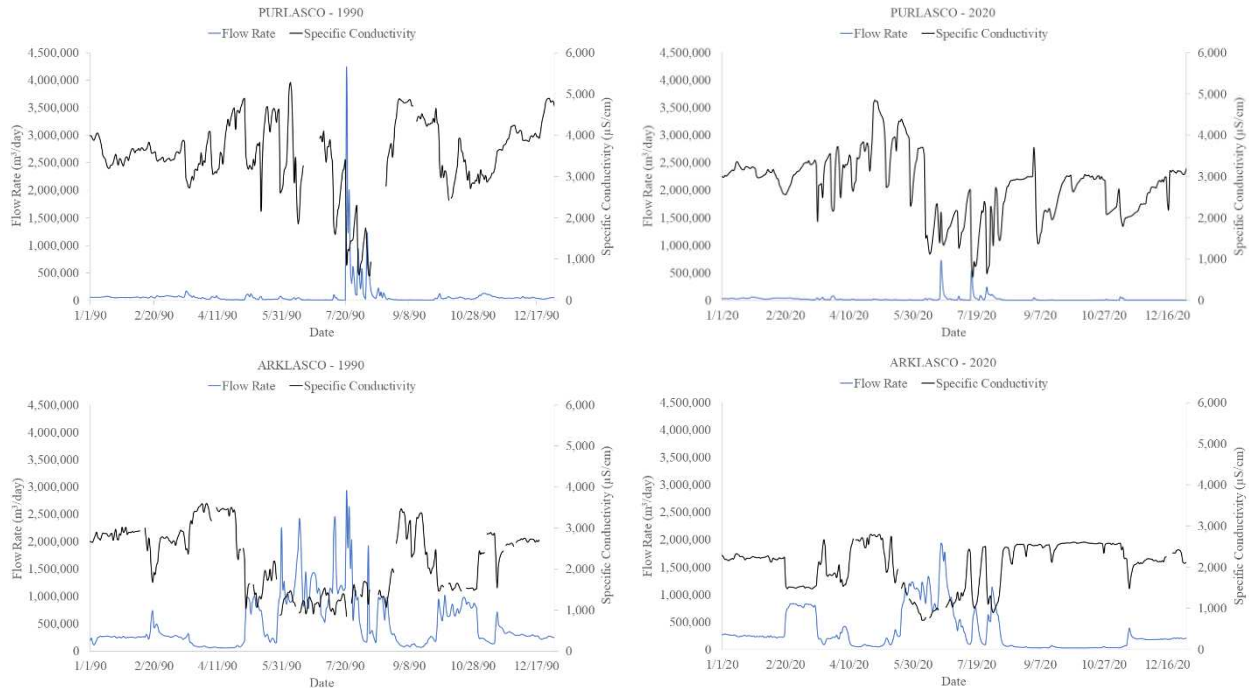 PURLASCO - 1990
Flow Rate Specific Conductivity
4,500,000
4,000,000
3,500,000
3,000,000
2,500,000
2,000,000
1,500,000
1,000,000
500,000
0
Flow Rate (m³/day)
6,000
5,000
4,000
3,000
2,000
1,000
0
Specific Conductivity (µS/cm)
1/1/90 2/20/90 4/11/90 5/31/90 7/20/90 9/8/90 10/28/90 12/17/90
Date
PURLASCO - 2020
Flow Rate Specific Conductivity
4,500,000
4,000,000
3,500,000
3,000,000
2,500,000
2,000,000
1,500,000
1,000,000
500,000
0
Flow Rate (m³/day)
6,000
5,000
4,000
3,000
2,000
1,000
0
Specific Conductivity (µS/cm)
1/1/20 2/20/20 4/10/20 5/30/20 7/19/20 9/7/20 10/27/20 12/16/20
Date
ARKLASCO - 1990
Flow Rate Specific Conductivity
4,500,000
4,000,000
3,500,000
3,000,000
2,500,000
2,000,000
1,500,000
1,000,000
500,000
0
Flow Rate (m³/day)
6,000
5,000
4,000
3,000
2,000
1,000
0
Specific Conductivity (µS/cm)
1/1/90 2/20/90 4/11/90 5/31/90 7/20/90 9/8/90 10/28/90 12/17/90
Date
ARKLASCO - 2020
Flow Rate Specific Conductivity
4,500,000
4,000,000
3,500,000
3,000,000
2,500,000
2,000,000
1,500,000
1,000,000
500,000
0
Flow Rate (m³/day)
6,000
5,000
4,000
3,000
2,000
1,000
0
Specific Conductivity (µS/cm)
1/1/20 2/20/20 4/10/20 5/30/20 7/19/20 9/7/20 10/27/20 12/16/20
Date